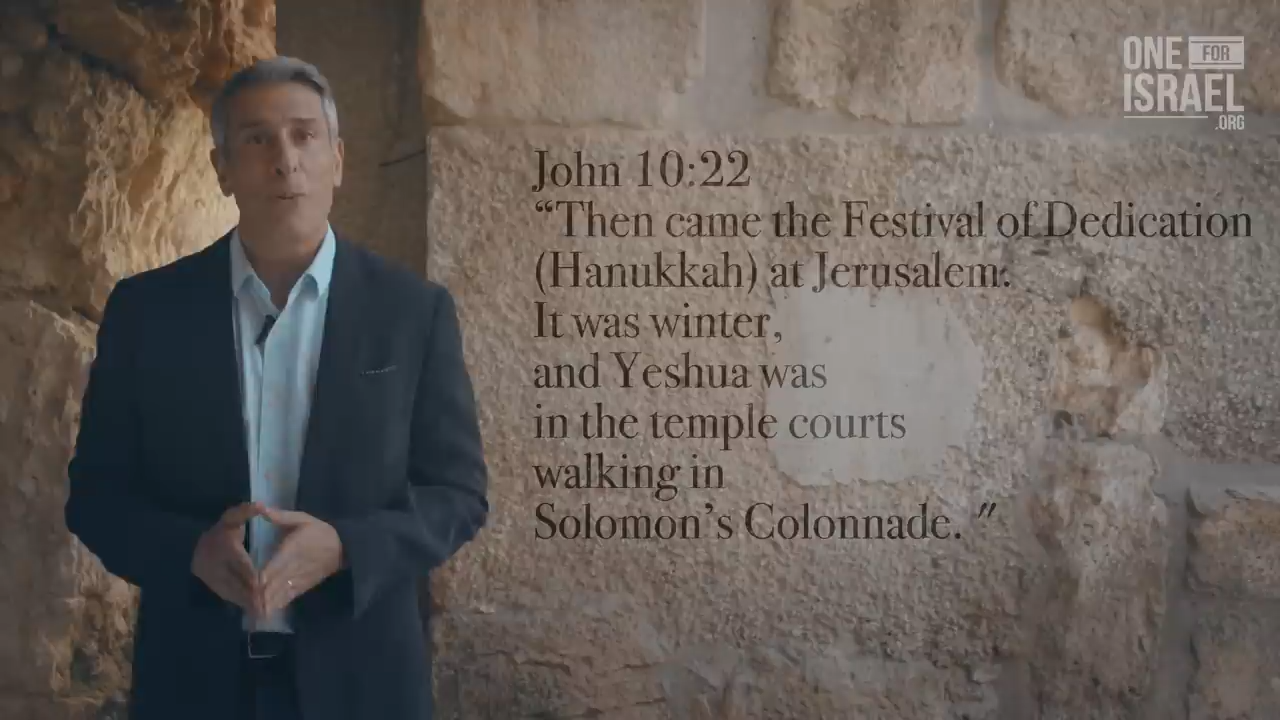 ONE FOR
ISRAEL
.ORG
John 10:22
“Then came the Festival of Dedication
(Hanukkah) at Jerusalem.
It was winter,
and Yeshua was
in the temple courts
walking in
Solomon’s Colonnade. "